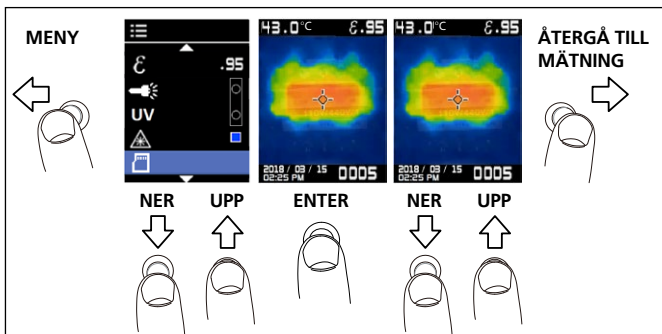 MENY
ε .95
UV
43.0°C ε.95
2018 / 03 / 15
02:25 PM 0005
43.0°C ε.95
2018 / 03 / 15
02:25 PM 0005
ÅTERGÅ TILL
MÄTNING
NER UPP ENTER NER UPP